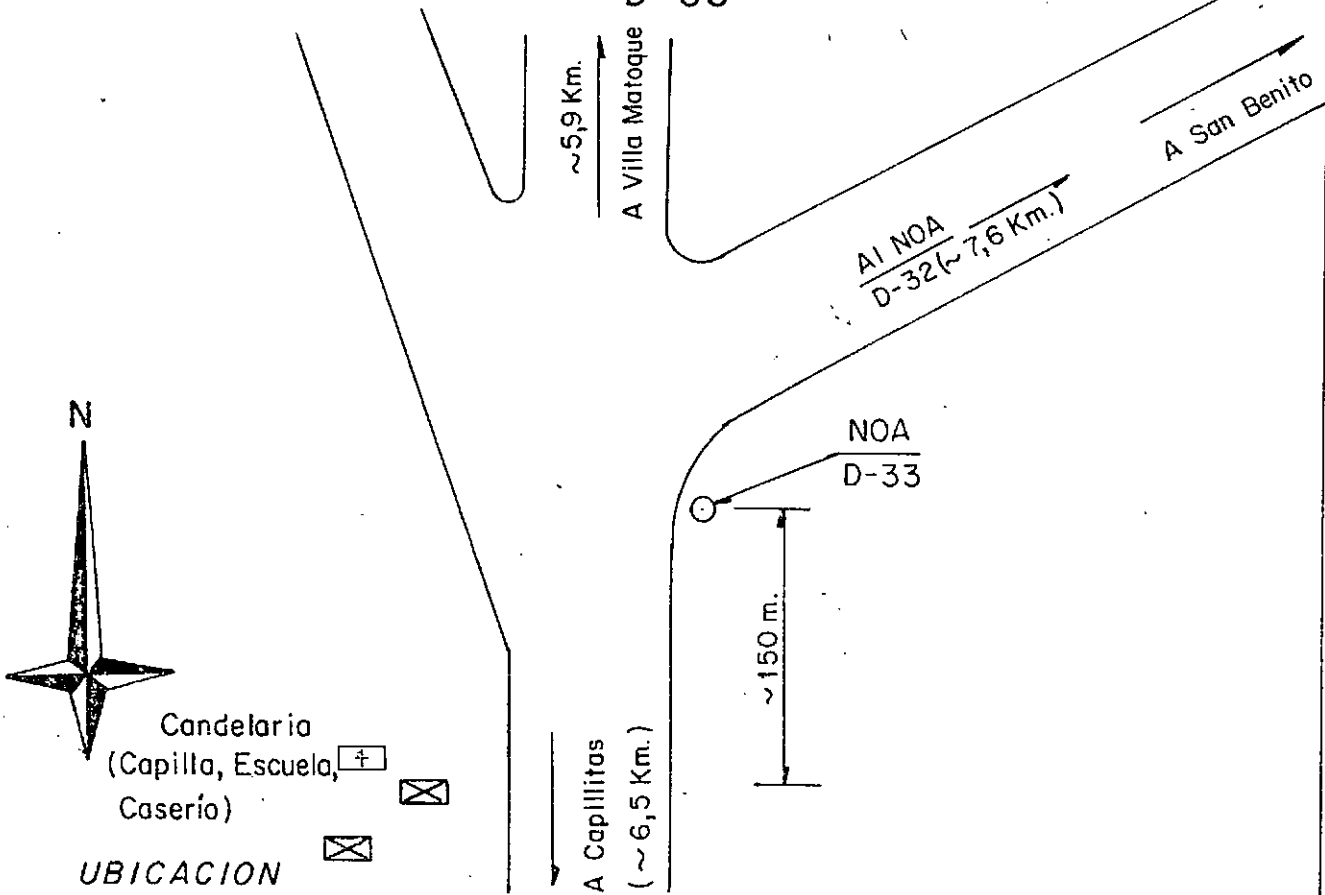 ~5,9 Km.
A Villa Matoque
A San Benito
Al NOA
D-32 (~7,6 Km.)
N
NOA
D-33
~150 m.
Candelaria
(Capilla, Escuela,
Caserío)
A Capillitas
(~6,5 Km.)
UBICACION